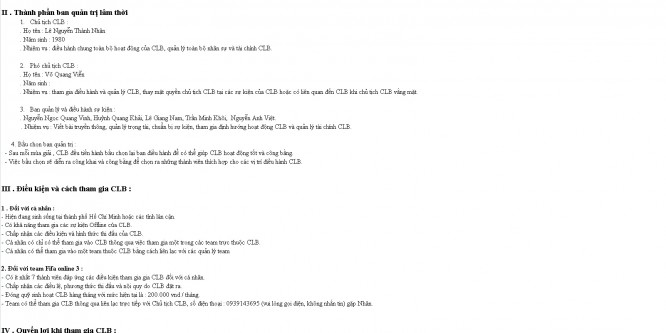 II . Thành phần ban quản trị lâm thời
1. Chủ tịch CLB :
. Họ tên : Lê Nguyễn Thành Nhân
. Năm sinh : 1980
. Nhiệm vụ : điều hành chung toàn bộ hoạt động của CLB, quản lý toàn bộ nhân sự và tài chính CLB.
2. Phó chủ tịch CLB :
. Họ tên : Võ Quang Viễn
. Năm sinh :
. Nhiệm vụ : tham gia điều hành và quản lý CLB, thay mặt quyền chủ tịch CLB tại các sự kiện của CLB hoặc có liên quan đến CLB khi chủ tịch CLB vắng mặt.
3. Ban quản lý và điều hành sự kiện :
. Nguyễn Ngọc Quang Vinh, Huỳnh Quang Khải, Lê Giang Nam, Trần Minh Khôi, Nguyễn Anh Việt.
. Nhiệm vụ : Viết bài truyền thông, quản lý trọng tài, chuẩn bị sự kiện, tham gia định hướng hoạt động CLB và quản lý tài chính CLB.
4. Bầu chọn ban quản trị
- Sau mỗi mùa giải , CLB đều tiến hành bầu chọn lại ban điều hành để có thể giúp CLB hoạt động tốt và công bằng.
- Việc bầu chọn sẽ diễn ra công khai và công bằng để chọn ra những thành viên thích hợp cho các vị trí điều hành CLB.
III . Điều kiện và cách tham gia CLB :
1 . Đối với cá nhân :
- Hiện đang sinh sống tại thành phố Hồ Chí Minh hoặc các tỉnh lân cận.
- Có khả năng tham gia các sự kiện Offline của CLB.
- Chấp nhận các điều kiện và hình thức thi đấu của CLB.
- Cá nhân có chỉ có thể tham gia vào CLB thông qua việc tham gia một trong các team trực thuộc CLB.
- Cá nhân có thể tham gia vào một team thuộc CLB bằng cách liên lạc với các quản lý team
2. Đối với team Fifa online 3 :
- Có ít nhất 7 thành viên đáp ứng các điều kiện tham gia gia CLB đối với cá nhân.
- Chấp nhận các điều lệ, phương thức thi đấu và nội quy do CLB đặt ra.
- Đóng quỹ sinh hoạt CLB hàng tháng với mức hiện tại là : 200.000 vnd / tháng.
- Team có thể tham gia CLB thông qua liên lạc trực tiếp với Chủ tịch CLB, số điện thoại : 0939143695 (vui lòng gọi điện, không nhắn tin) gặp Nhân.
IV . Quyền lợi khi tham gia CLB :